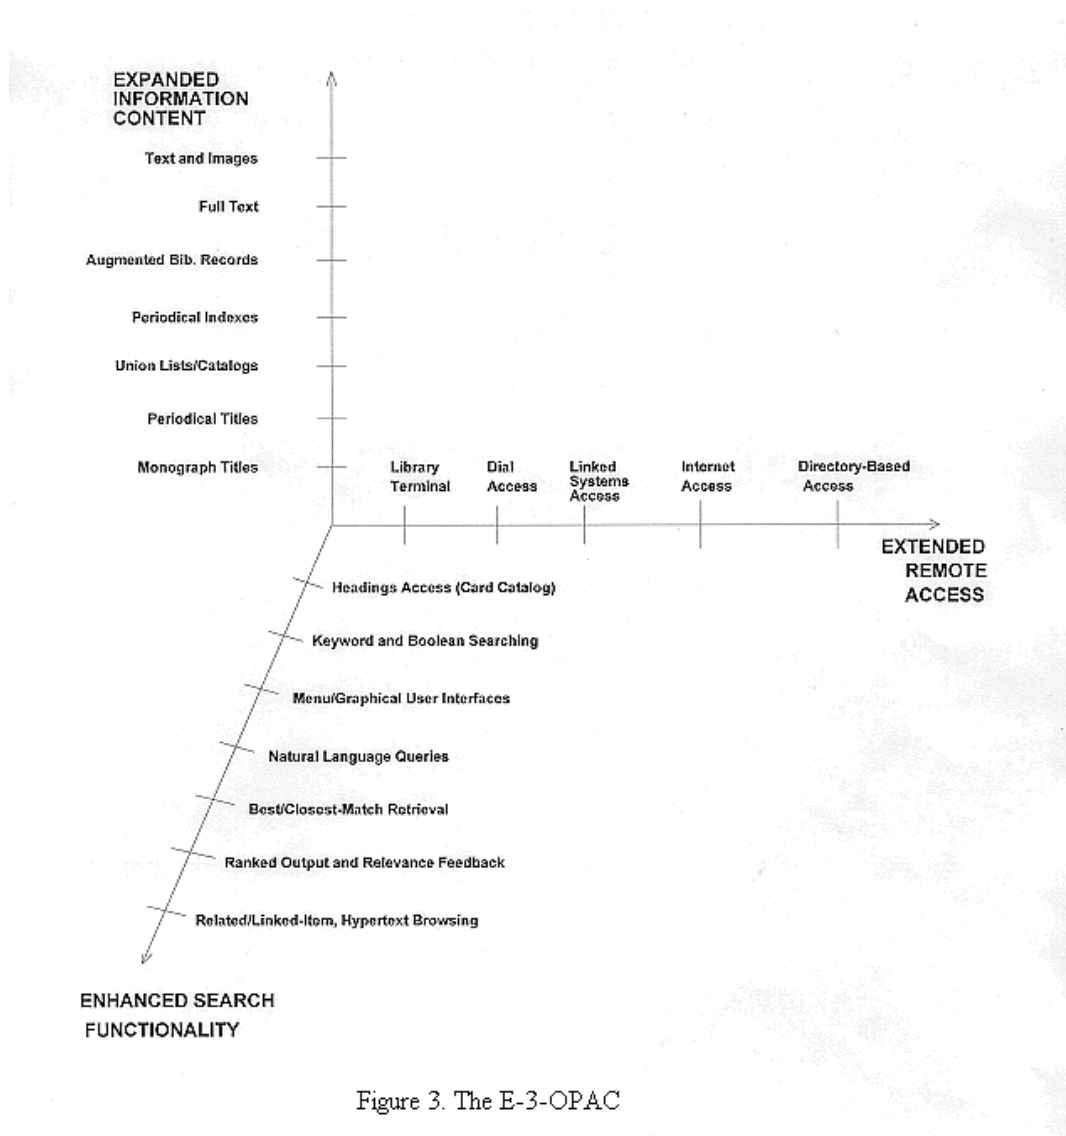 EXPANDED
INFORMATION
CONTENT
Text and Images
Full Text
Augmented Bib. Records
Periodical Indexes
Union Lists/Catalogs
Periodical Titles
Monograph Titles
Library
Terminal
Dial
Access
Linked
Systems
Access
Internet
Access
Directory-Based
Access
EXTENDED
REMOTE
ACCESS
Headings Access (Card Catalog)
Keyword and Boolean Searching
Menu/Graphical User Interfaces
Natural Language Queries
Best/Closest-Match Retrieval
Ranked Output and Relevance Feedback
Related/Linked-Item, Hypertext Browsing
ENHANCED SEARCH
FUNCTIONALITY
Figure 3. The E-3-OPAC